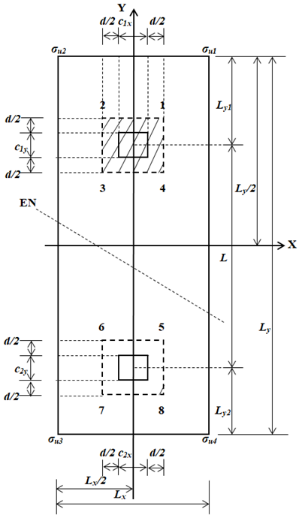 Y
d/2 c1x d/2
σu2 σu1
d/2 2 1
c1y
d/2 3 4
Ly1
Ly/2
EN
X
L
Ly
6 5
d/2
c2y
d/2 7 8
Ly2
σu3 σu4
d/2 c2x d/2
Lx/2
Lx